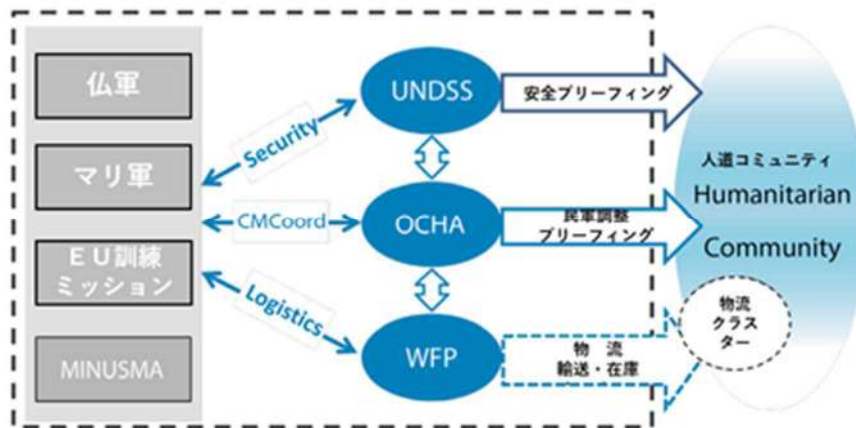 仏軍
マリ軍
ＥＵ訓練
ミッション
MINUSMA
Security
CMCoord
Logistics
UNDSS
OCHA
WFP
安全ブリーフィング
民軍調整
ブリーフィング
物　流
輸送・在庫
人道コミュニティ
Humanitarian
Community
物流
クラス
ター